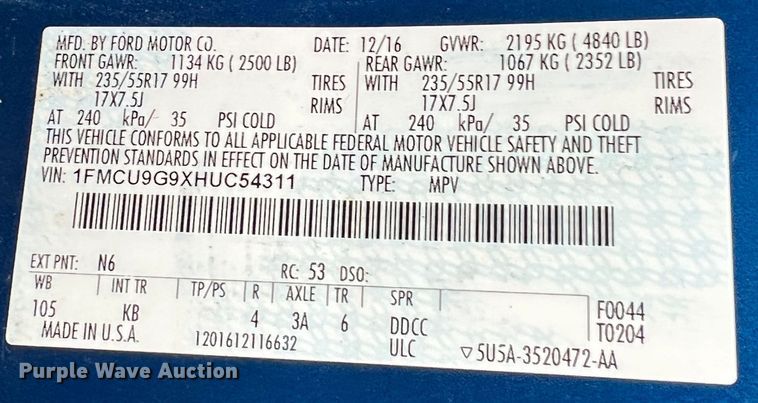 MFD. BY FORD MOTOR CO. DATE: 12/16 GVWR: 2195 KG ( 4840 LB)
FRONT GAWR: 1134 KG ( 2500 LB) REAR GAWR: 1067 KG ( 2352 LB)
WITH 235/55R17 99H TIRES WITH 235/55R17 99H TIRES
17X7.5J RIMS 17X7.5J RIMS
AT 240 kPa/ 35 PSI COLD AT 240 kPa/ 35 PSI COLD
THIS VEHICLE CONFORMS TO ALL APPLICABLE FEDERAL MOTOR VEHICLE SAFETY AND THEFT
PREVENTION STANDARDS IN EFFECT ON THE DATE OF MANUFACTURE SHOWN ABOVE.
VIN: 1FMCU9G9XHUC54311 TYPE: MPV
EXT PNT: N6 RC: 53 DSO:
WB INT TR TP/PS R AXLE TR SPR
105 KB 4 3A 6 DDCC F0044
MADE IN U.S.A. 1201612116632 ULC T0204
▽5U5A-3520472-AA
Purple Wave Auction